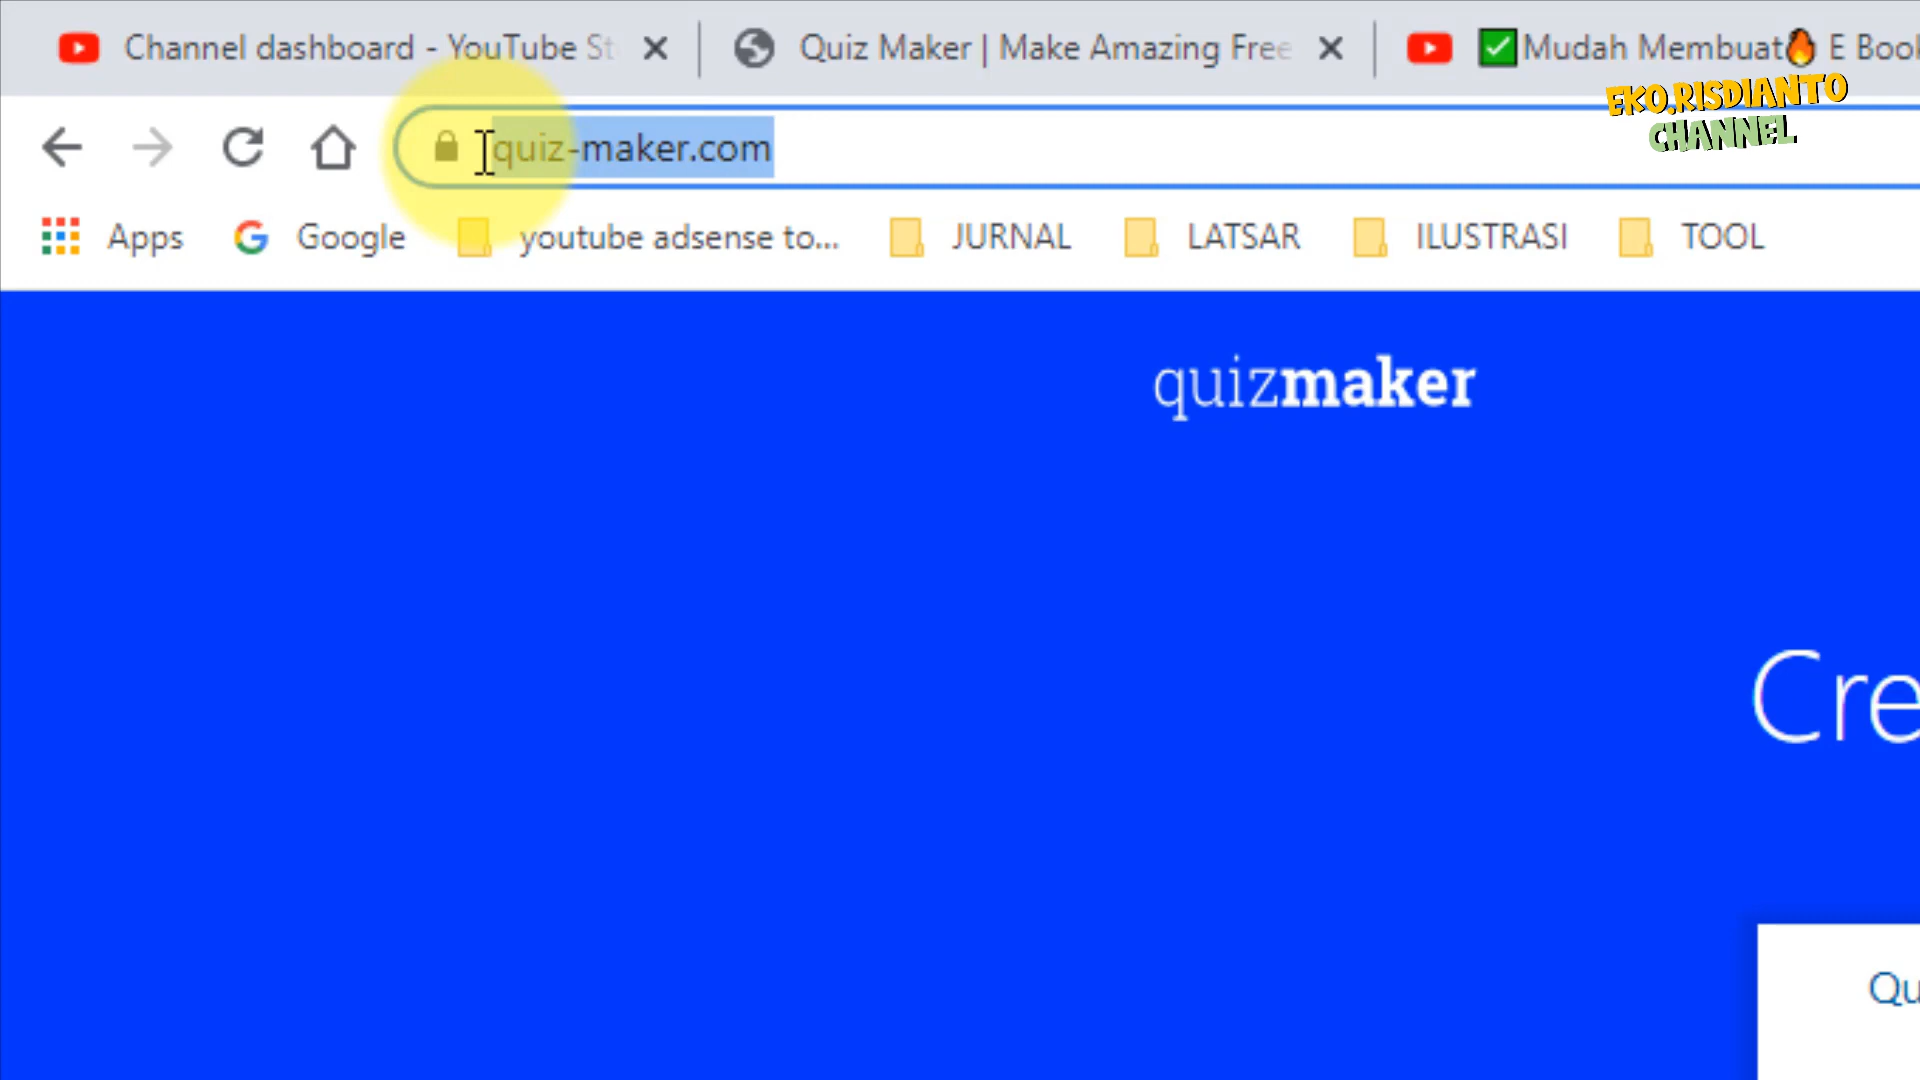 Channel dashboard - YouTube St
Quiz Maker | Make Amazing Free
Mudah Membuat🔥 E Book
EKO.RISDIANTO
CHANNEL
quiz-maker.com
Apps
Google
youtube adsense to...
JURNAL
LATSAR
ILUSTRASI
TOOL
quizmaker
Cre
Qu